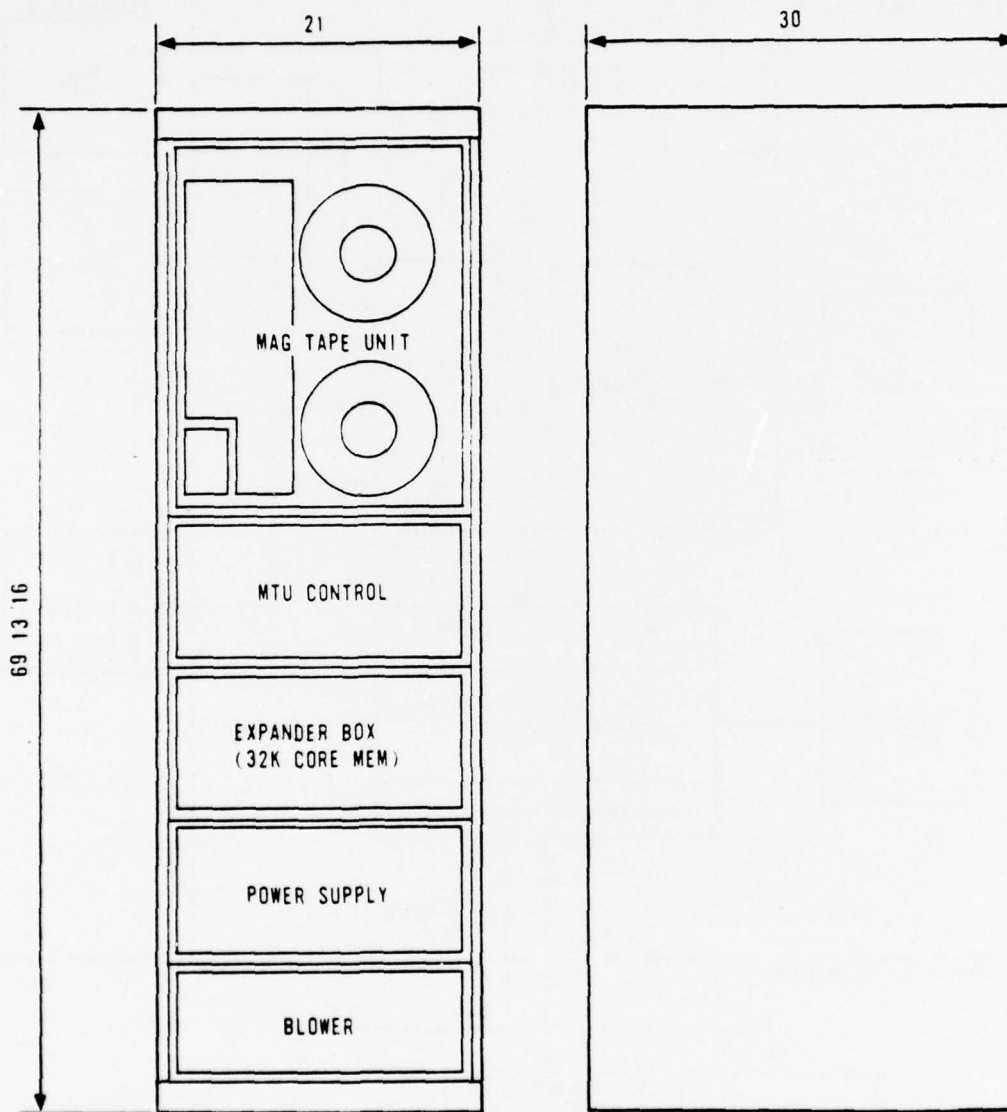 21
30
69 13 16
MAG TAPE UNIT
MTU CONTROL
EXPANDER BOX
(32K CORE MEM)
POWER SUPPLY
BLOWER